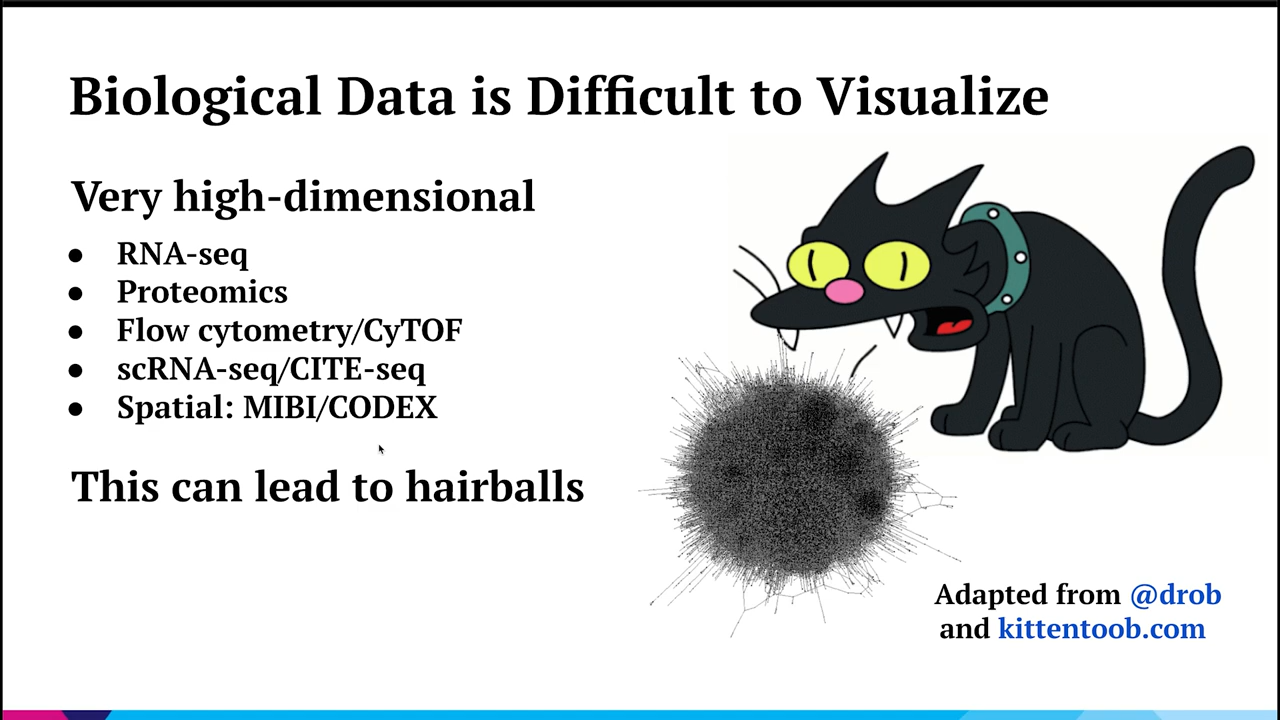 Biological Data is Difficult to Visualize
Very high-dimensional
● RNA-seq
● Proteomics
● Flow cytometry/CyTOF
● scRNA-seq/CITE-seq
● Spatial: MIBI/CODEX
This can lead to hairballs
Adapted from @drob
and kittentoob.com